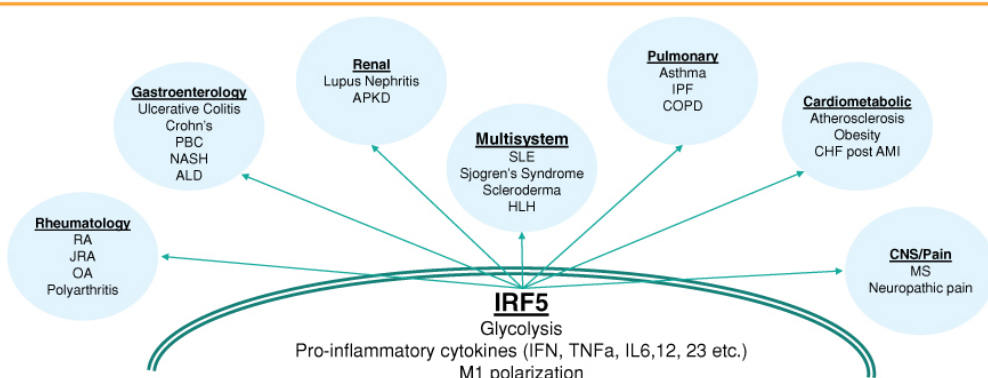 Rheumatology
RA
JRA
OA
Polyarthritis
Gastroenterology
Ulcerative Colitis
Crohn's
PBC
NASH
ALD
Renal
Lupus Nephritis
APKD
Multisystem
SLE
Sjogren's Syndrome
Scleroderma
HLH
Pulmonary
Asthma
IPF
COPD
Cardiometabolic
Atherosclerosis
Obesity
CHF post AMI
CNS/Pain
MS
Neuropathic pain
IRF5
Glycolysis
Pro-inflammatory cytokines (IFN, TNFa, IL6,12, 23 etc.)
M1 polarization